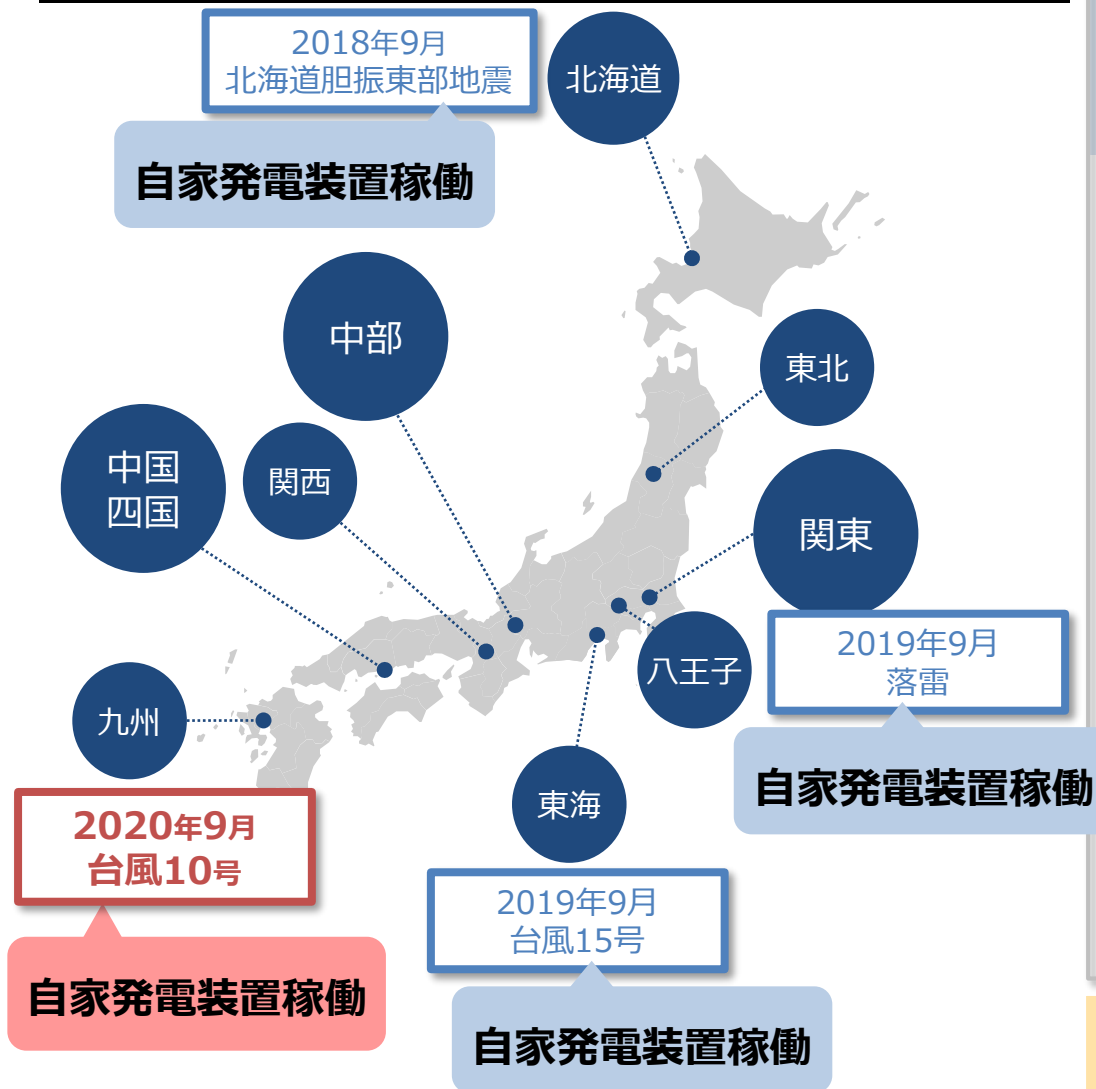 2018年9月
北海道胆振東部地震
北海道
自家発電装置稼働
中部
東北
中国
四国
関西
関東
八王子
2019年9月
落雷
九州
自家発電装置稼働
東海
2020年9月
台風10号
2019年9月
台風15号
自家発電装置稼働
自家発電装置稼働